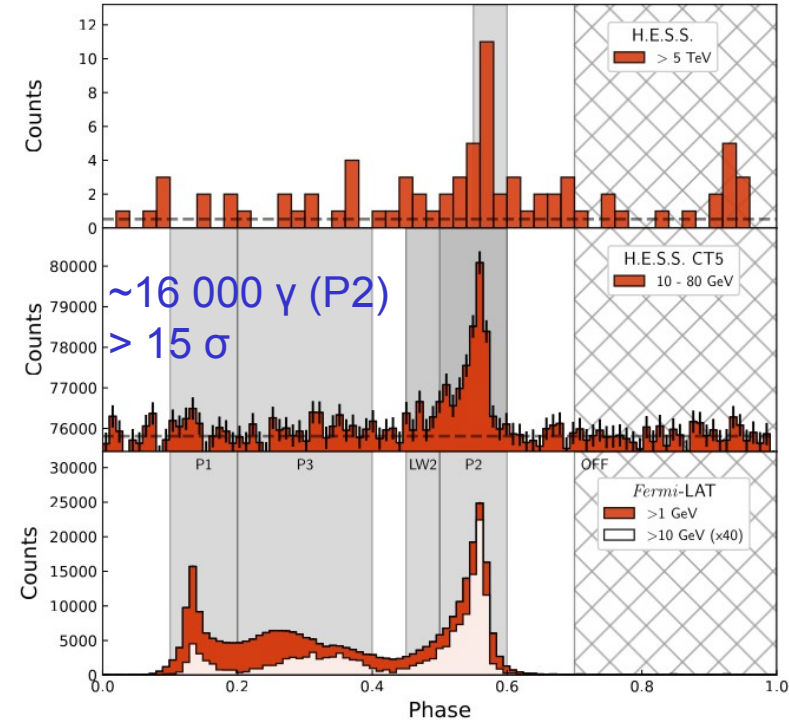 H.E.S.S.
> 5 TeV
Counts
12
10
8
6
4
2
0
H.E.S.S. CT5
10 - 80 GeV
~16 000 γ (P2)
> 15 σ
Counts
80000
79000
78000
77000
76000
P1
P3
LW2
P2
OFF
Fermi-LAT
>1 GeV
>10 GeV (x40)
Counts
30000
25000
20000
15000
10000
5000
0
0.0 0.2 0.4 0.6 0.8 1.0
Phase